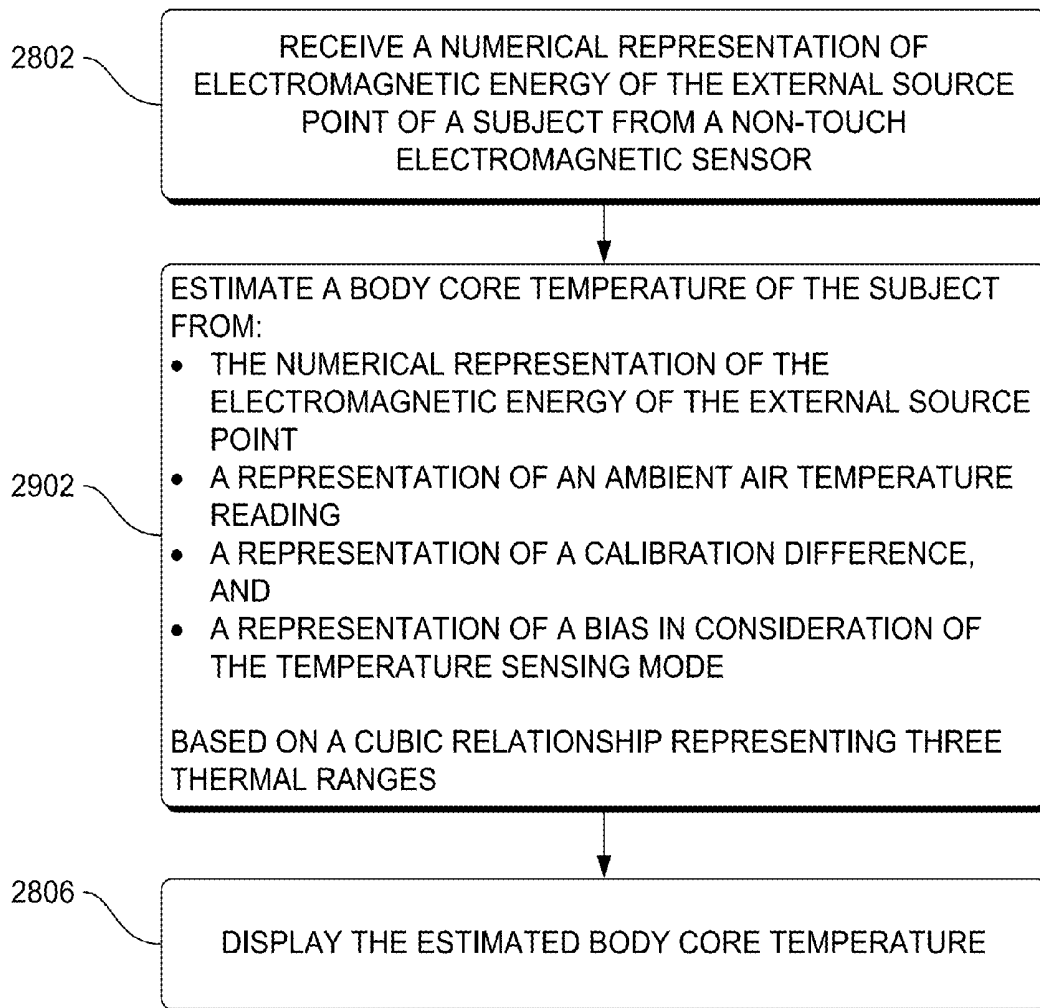 2802
RECEIVE A NUMERICAL REPRESENTATION OF
ELECTROMAGNETIC ENERGY OF THE EXTERNAL SOURCE
POINT OF A SUBJECT FROM A NON-TOUCH
ELECTROMAGNETIC SENSOR
2902
ESTIMATE A BODY CORE TEMPERATURE OF THE SUBJECT
FROM:
• THE NUMERICAL REPRESENTATION OF THE
ELECTROMAGNETIC ENERGY OF THE EXTERNAL SOURCE
POINT
• A REPRESENTATION OF AN AMBIENT AIR TEMPERATURE
READING
• A REPRESENTATION OF A CALIBRATION DIFFERENCE,
AND
• A REPRESENTATION OF A BIAS IN CONSIDERATION OF
THE TEMPERATURE SENSING MODE
BASED ON A CUBIC RELATIONSHIP REPRESENTING THREE
THERMAL RANGES
2806
DISPLAY THE ESTIMATED BODY CORE TEMPERATURE